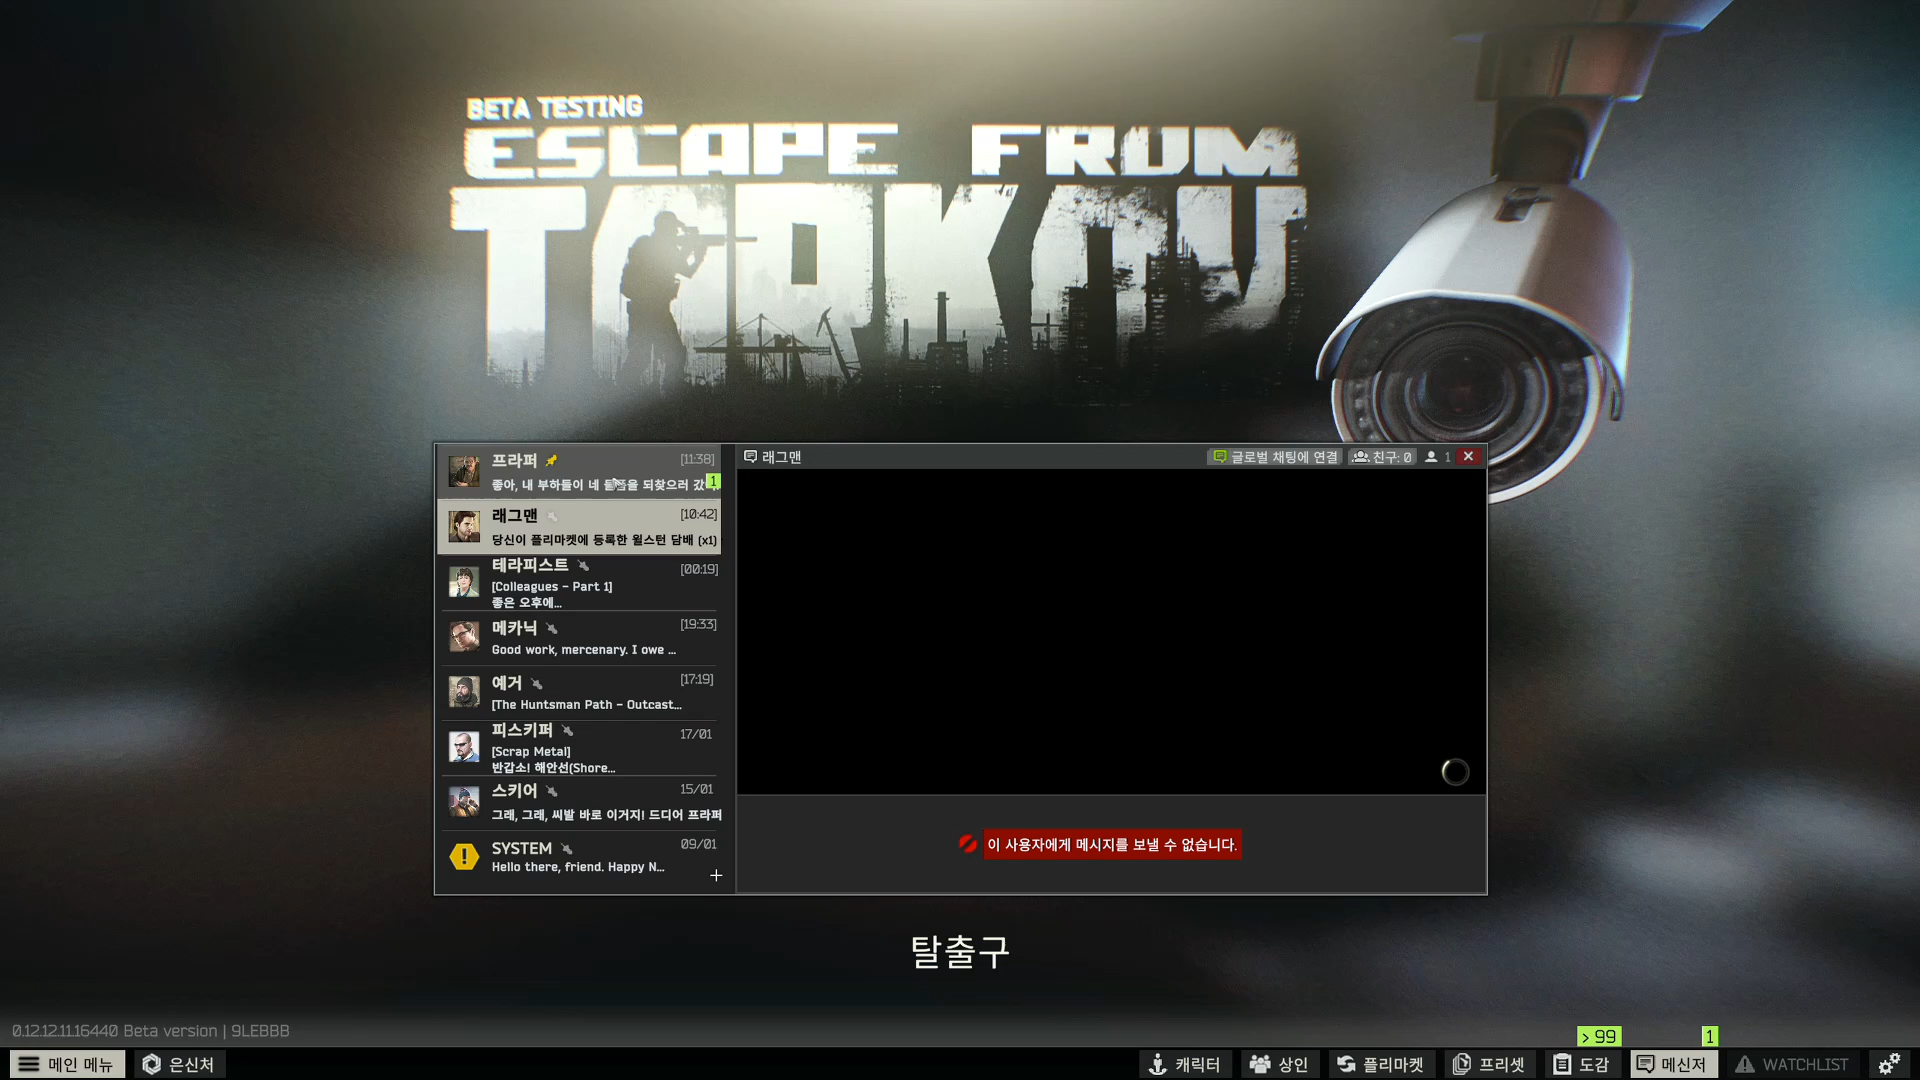 BETA TESTING
ESCAPE FROM
TARKOV
프라퍼
[11:38]
좋아, 내 부하들이 네 물건을 되찾으러 갔
1
래그맨
[10:42]
당신이 플리마켓에 등록한 윌스턴 담배 (x1)
테라피스트
[00:19]
[Colleagues – Part 1]
좋은 오후에...
메카닉
[19:33]
Good work, mercenary. I owe ...
예거
[17:19]
[The Huntsman Path – Outcast...
피스키퍼
17/01
[Scrap Metal]
반갑소! 해안선(Shore...
스키어
15/01
그래, 그래, 씨발 바로 이거지! 드디어 프라퍼
SYSTEM
09/01
Hello there, friend. Happy N...
래그맨
글로벌 채팅에 연결
친구: 0
1
이 사용자에게 메시지를 보낼 수 없습니다.
탈출구
0.12.12.11.16440 Beta version | 9LEBBB
> 99
1
메인 메뉴
은신처
캐릭터
상인
플리마켓
프리셋
도감
메신저
WATCHLIST